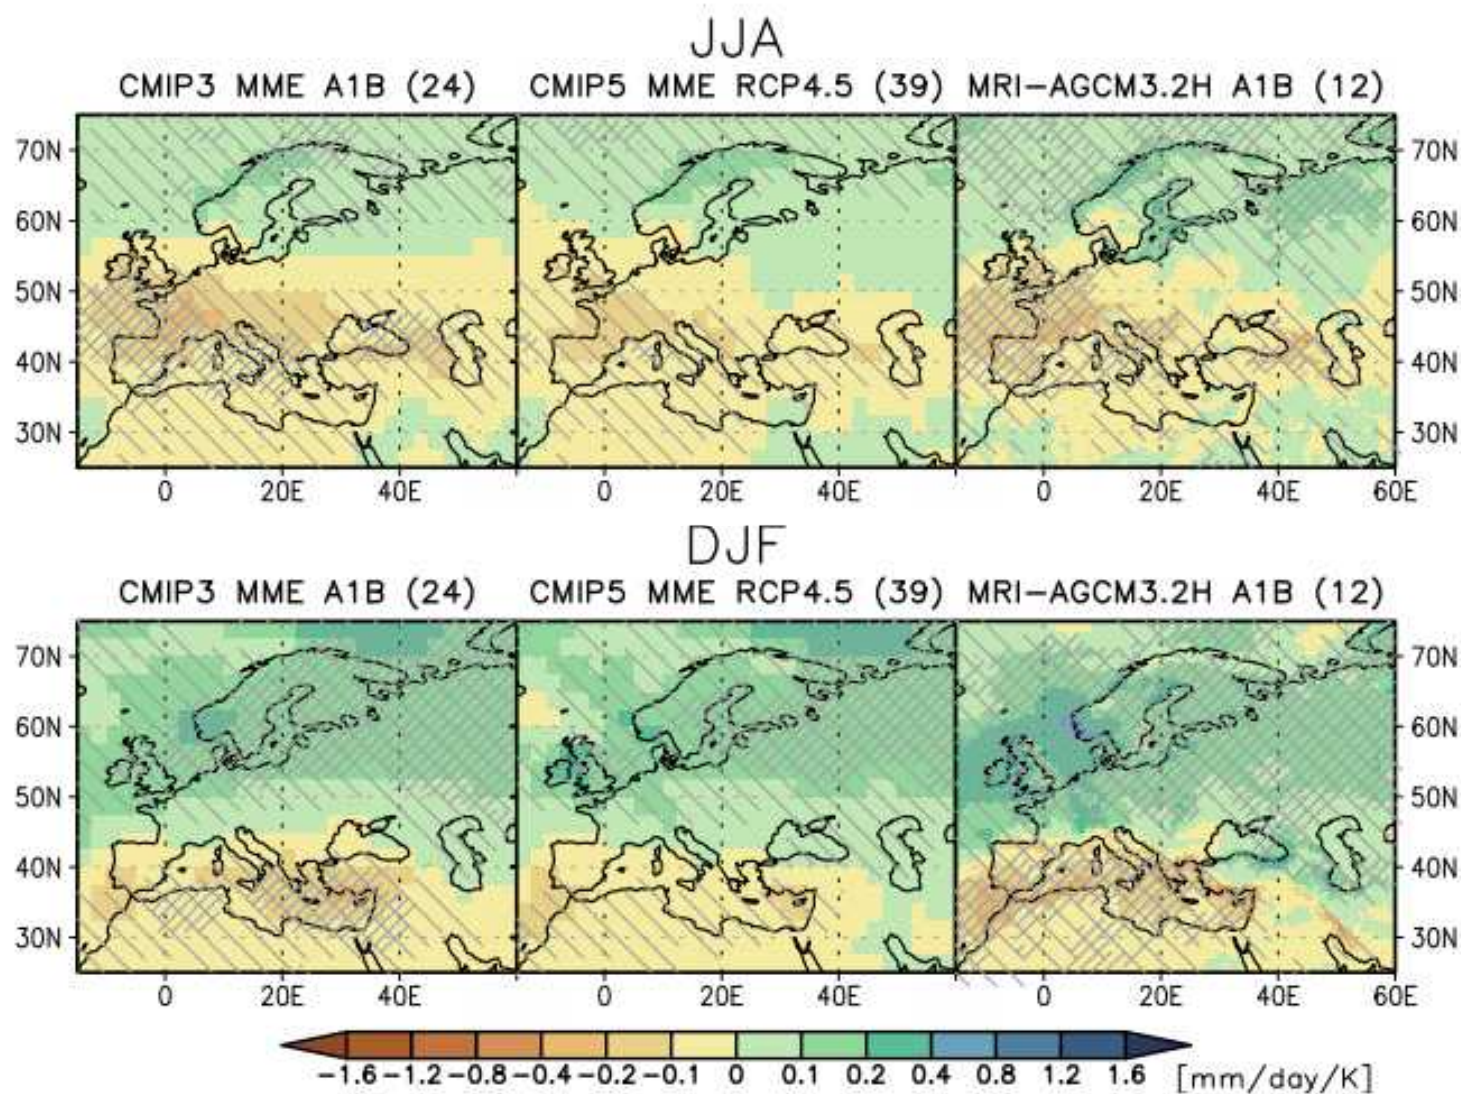 JJA
CMIP3 MME A1B (24) CMIP5 MME RCP4.5 (39) MRI-AGCM3.2H A1B (12)
70N 70N
60N 60N
50N 50N
40N 40N
30N 30N
0 20E 40E 0 20E 40E 0 20E 40E 60E
DJF
CMIP3 MME A1B (24) CMIP5 MME RCP4.5 (39) MRI-AGCM3.2H A1B (12)
70N 70N
60N 60N
50N 50N
40N 40N
30N 30N
0 20E 40E 0 20E 40E 0 20E 40E 60E
-1.6 -1.2 -0.8 -0.4 -0.2 -0.1 0 0.1 0.2 0.4 0.8 1.2 1.6 [mm/day/K]